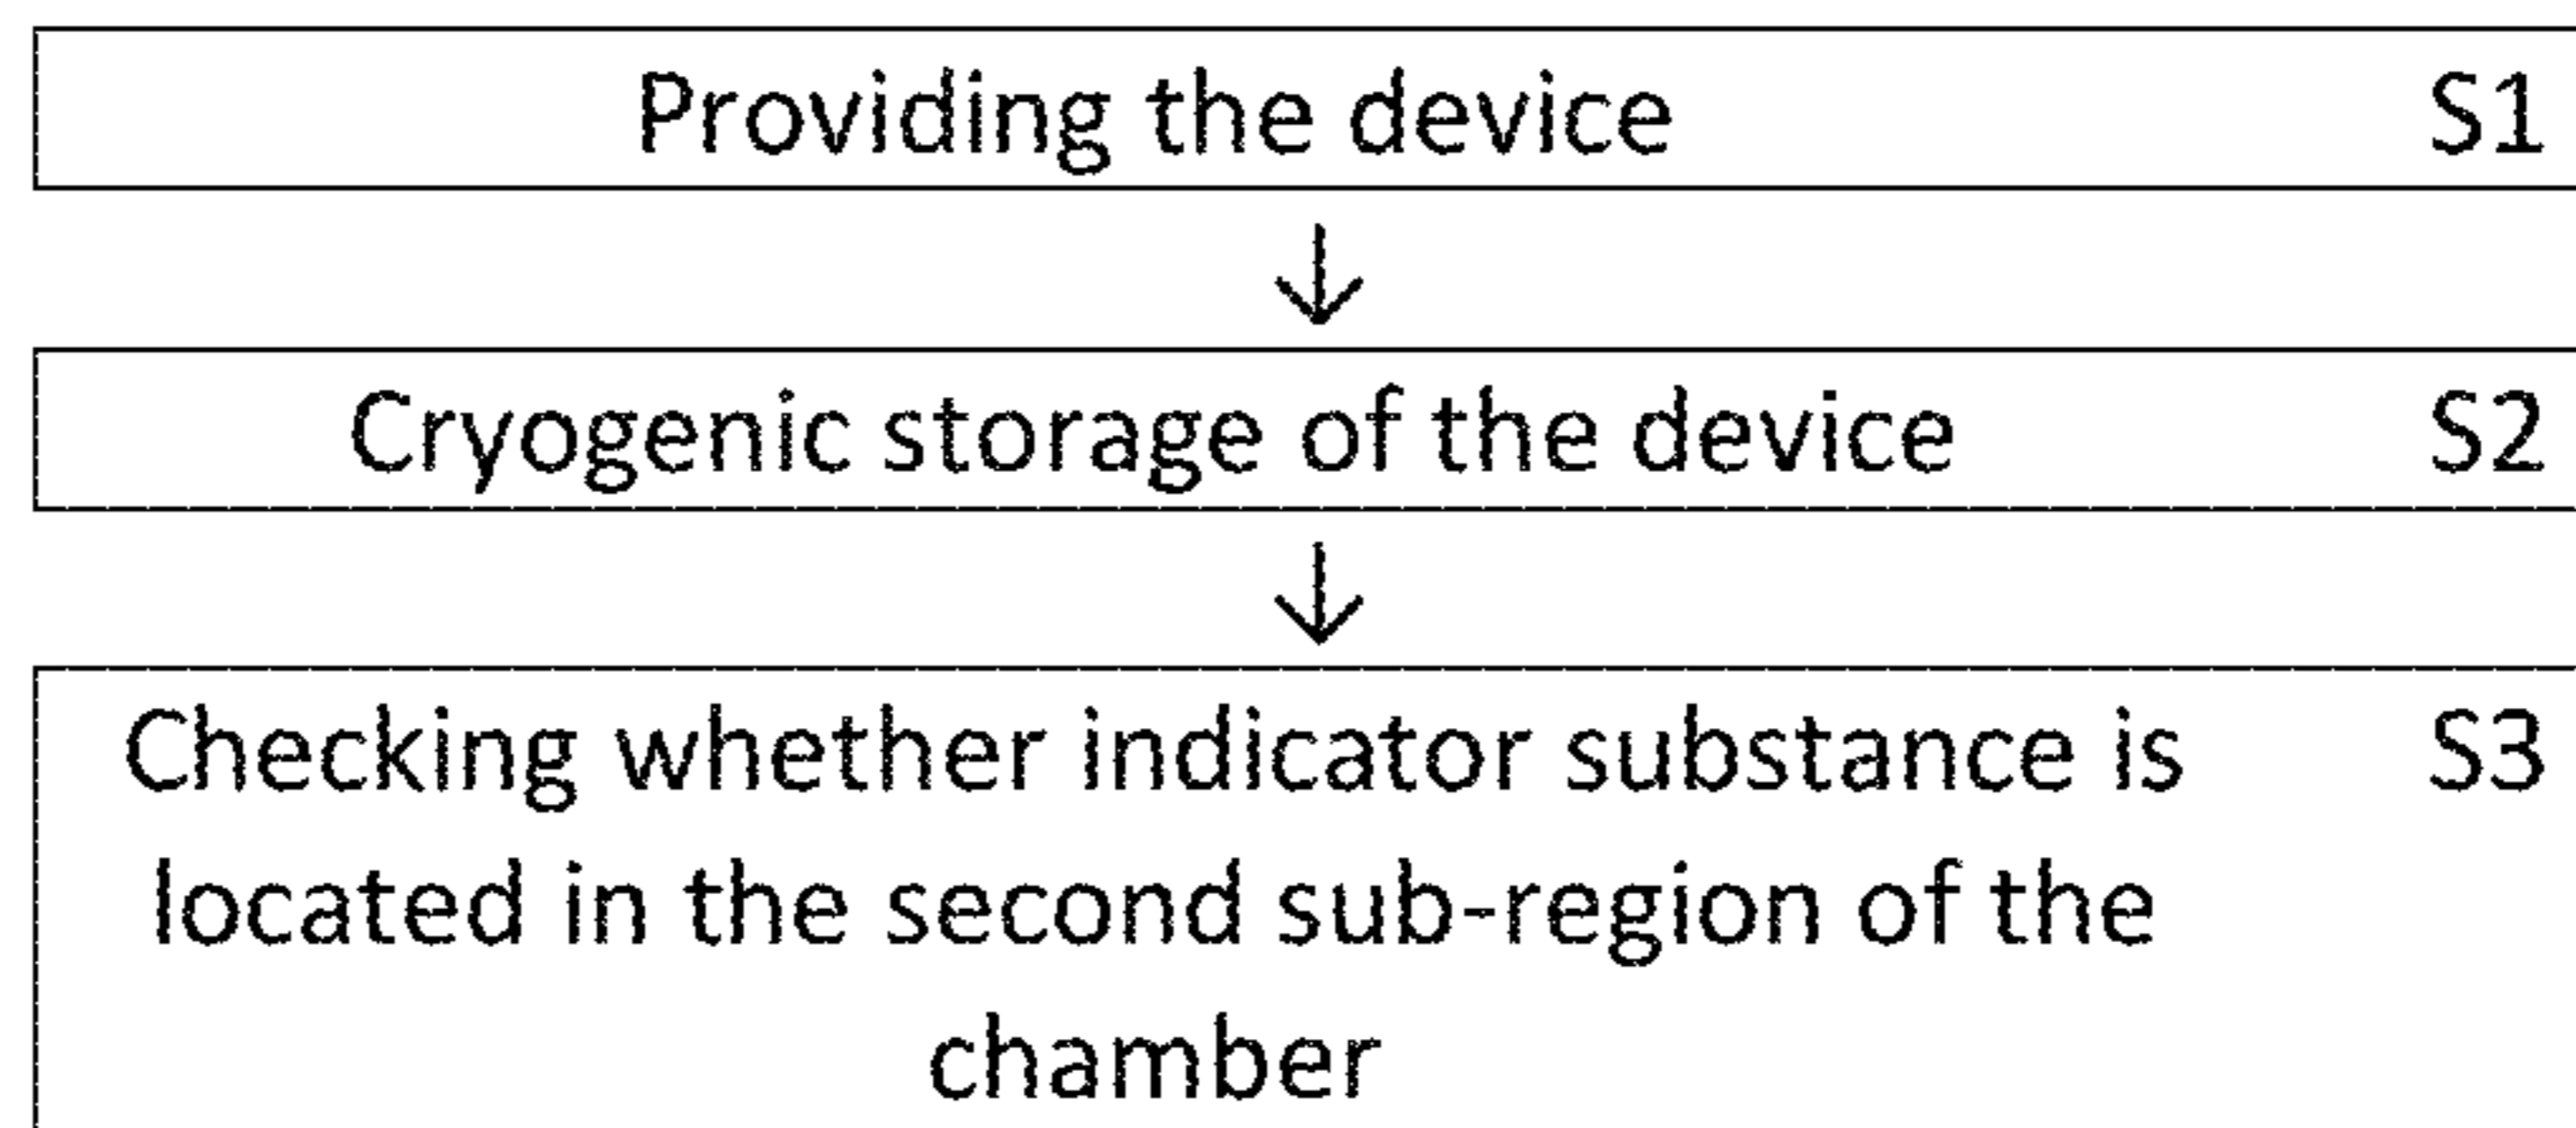 Providing the device S1
Cryogenic storage of the device S2
Checking whether indicator substance is S3
located in the second sub-region of the
chamber